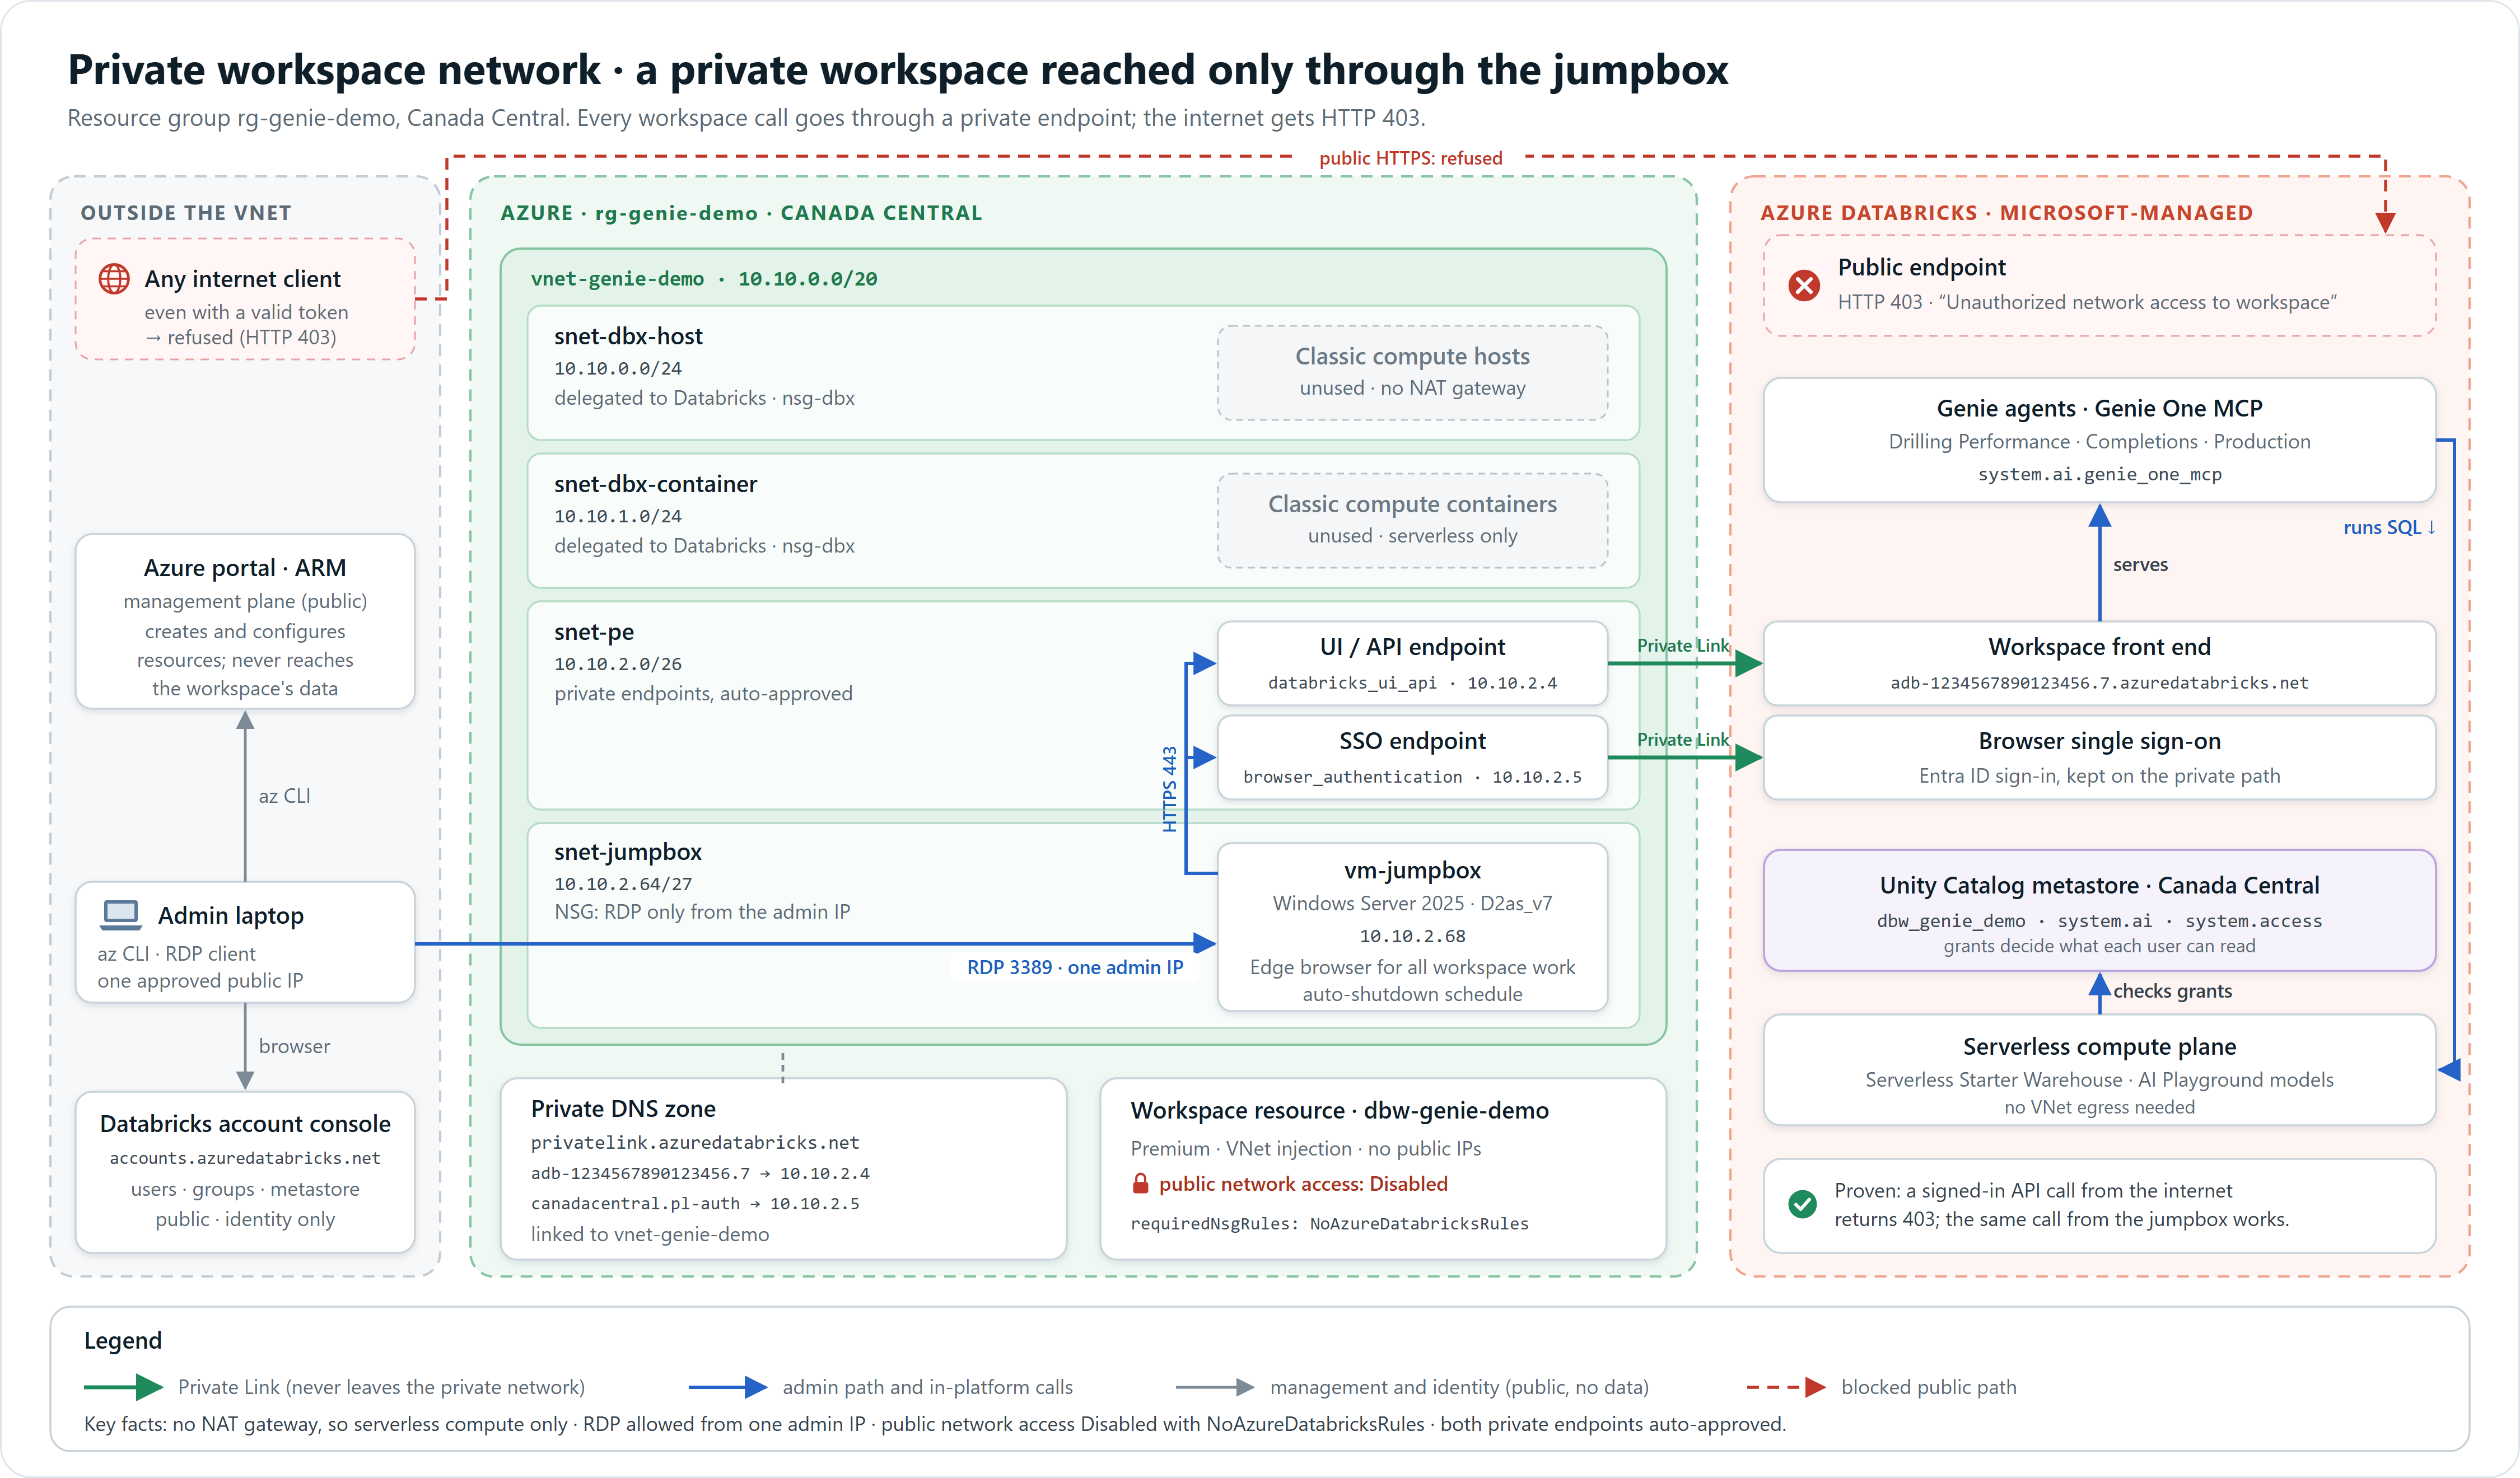 Private workspace network · a private workspace reached only through the jumpbox
Resource group rg-genie-demo, Canada Central. Every workspace call goes through a private endpoint; the internet gets HTTP 403.
public HTTPS: refused
OUTSIDE THE VNET
Any internet client
even with a valid token
→ refused (HTTP 403)
Azure portal · ARM
management plane (public)
creates and configures
resources; never reaches
the workspace's data
az CLI
Admin laptop
az CLI · RDP client
one approved public IP
browser
Databricks account console
accounts.azuredatabricks.net
users · groups · metastore
public · identity only
AZURE · rg-genie-demo · CANADA CENTRAL
vnet-genie-demo · 10.10.0.0/20
snet-dbx-host
10.10.0.0/24
delegated to Databricks · nsg-dbx
Classic compute hosts
unused · no NAT gateway
snet-dbx-container
10.10.1.0/24
delegated to Databricks · nsg-dbx
Classic compute containers
unused · serverless only
snet-pe
10.10.2.0/26
private endpoints, auto-approved
UI / API endpoint
databricks_ui_api · 10.10.2.4
SSO endpoint
browser_authentication · 10.10.2.5
HTTPS 443
Private Link
Private Link
snet-jumpbox
10.10.2.64/27
NSG: RDP only from the admin IP
RDP 3389 · one admin IP
vm-jumpbox
Windows Server 2025 · D2as_v7
10.10.2.68
Edge browser for all workspace work
auto-shutdown schedule
Private DNS zone
privatelink.azuredatabricks.net
adb-1234567890123456.7 → 10.10.2.4
canadacentral.pl-auth → 10.10.2.5
linked to vnet-genie-demo
Workspace resource · dbw-genie-demo
Premium · VNet injection · no public IPs
public network access: Disabled
requiredNsgRules: NoAzureDatabricksRules
AZURE DATABRICKS · MICROSOFT-MANAGED
Public endpoint
HTTP 403 · “Unauthorized network access to workspace”
Genie agents · Genie One MCP
Drilling Performance · Completions · Production
system.ai.genie_one_mcp
runs SQL ↓
serves
Workspace front end
adb-1234567890123456.7.azuredatabricks.net
Browser single sign-on
Entra ID sign-in, kept on the private path
Unity Catalog metastore · Canada Central
dbw_genie_demo · system.ai · system.access
grants decide what each user can read
checks grants
Serverless compute plane
Serverless Starter Warehouse · AI Playground models
no VNet egress needed
Proven: a signed-in API call from the internet
returns 403; the same call from the jumpbox works.
Legend
Private Link (never leaves the private network)
admin path and in-platform calls
management and identity (public, no data)
blocked public path
Key facts: no NAT gateway, so serverless compute only · RDP allowed from one admin IP · public network access Disabled with NoAzureDatabricksRules · both private endpoints auto-approved.